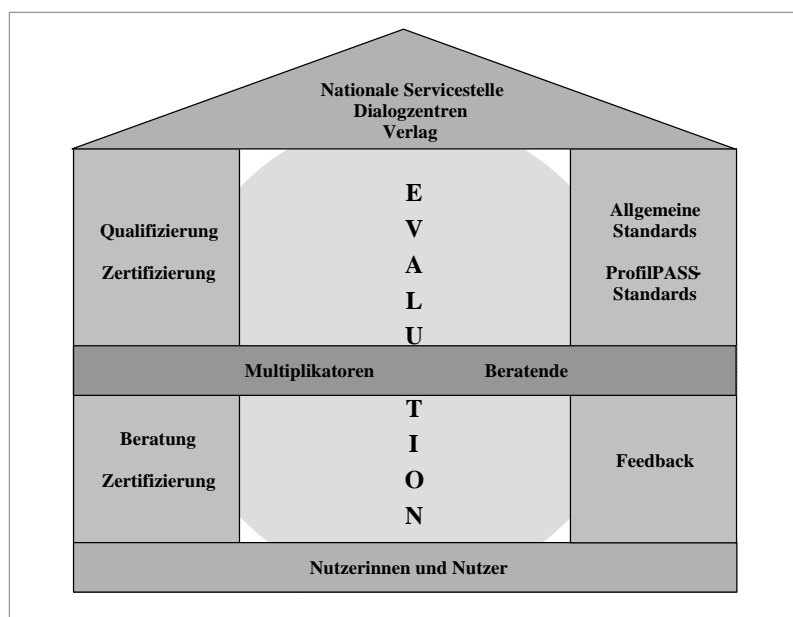 Nationale Servicestelle
Dialogzentren
Verlag
Qualifizierung
Zertifizierung
E
V
A
L
U
Allgemeine
Standards
ProfilPASS-
Standards
Multiplikatoren Beratende
Beratung
Zertifizierung
T
I
O
N
Feedback
Nutzerinnen und Nutzer